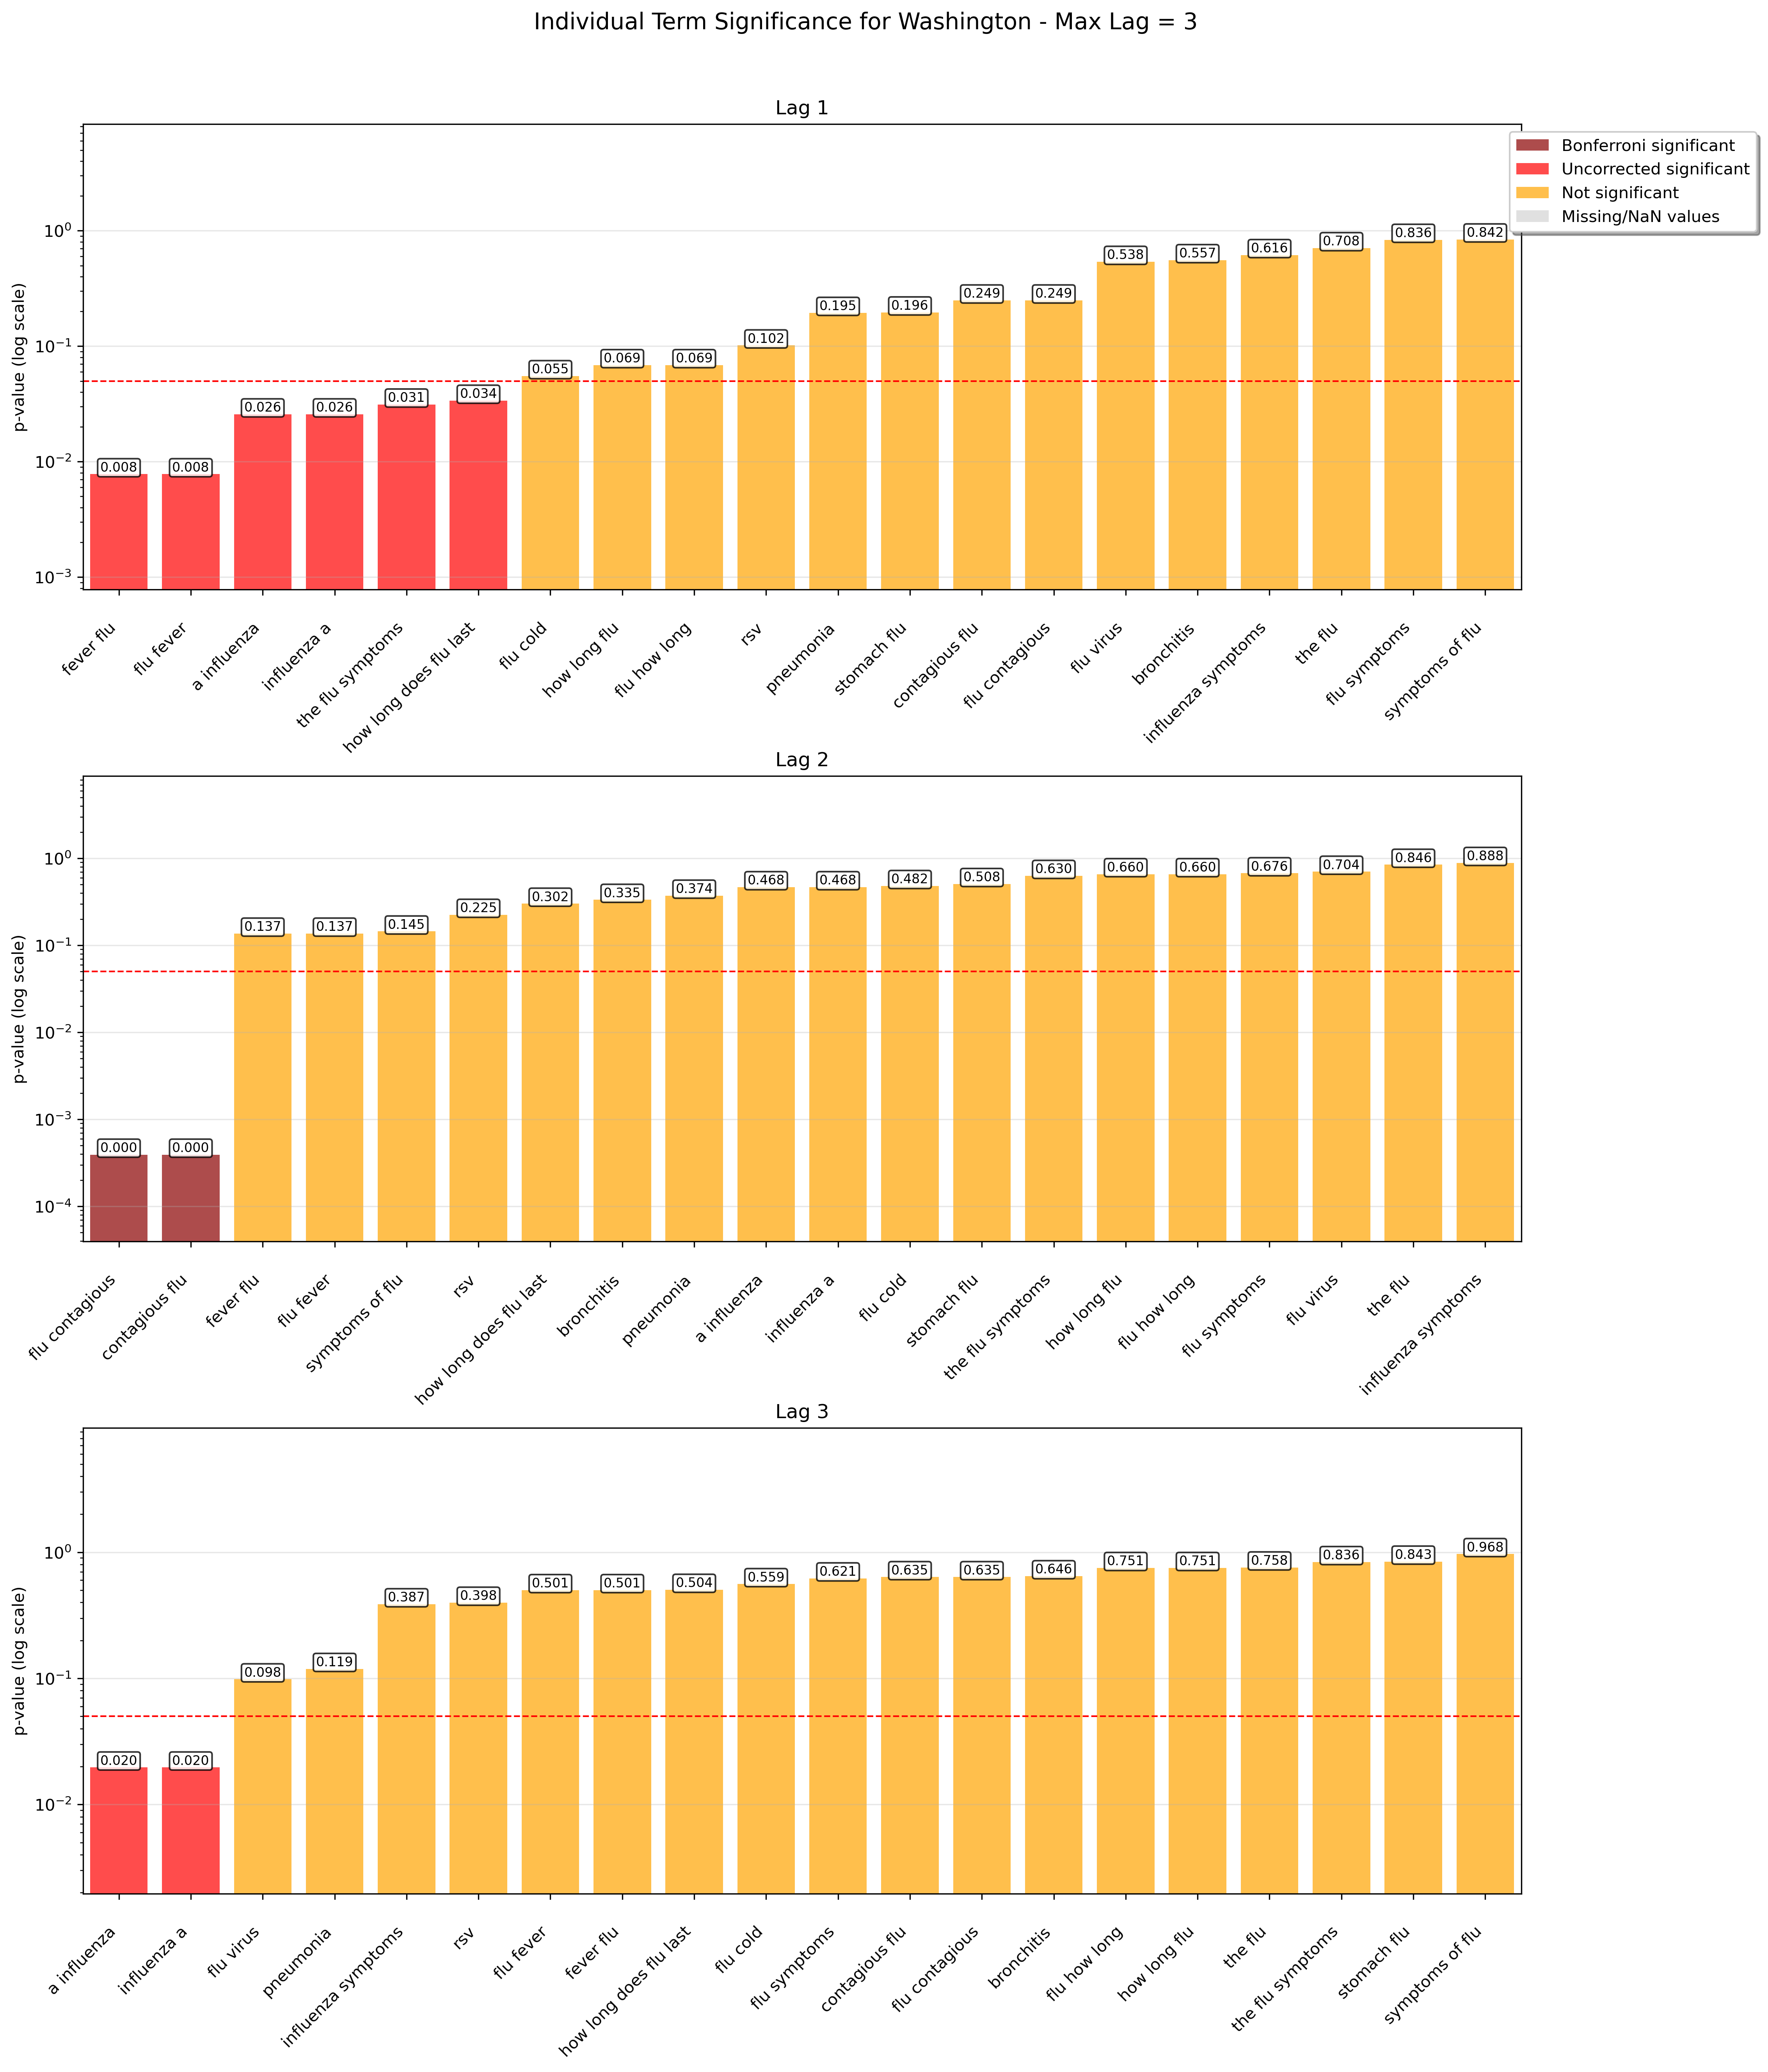 Individual Term Significance for Washington - Max Lag = 3
Lag 1
Bonferroni significant
Uncorrected significant
Not significant
Missing/NaN values
p-value (log scale)
10⁰
10⁻¹
10⁻²
10⁻³
0.008 0.008 0.026 0.026 0.031 0.034 0.055 0.069 0.069 0.102 0.195 0.196 0.249 0.249 0.538 0.557 0.616 0.708 0.836 0.842
fever flu
flu fever
a influenza
influenza a
the flu symptoms
how long does flu last
flu cold
how long flu
flu how long
rsv
pneumonia
stomach flu
contagious flu
flu contagious
flu virus
bronchitis
influenza symptoms
the flu
flu symptoms
symptoms of flu
Lag 2
p-value (log scale)
10⁰
10⁻¹
10⁻²
10⁻³
10⁻⁴
0.000 0.000 0.137 0.137 0.145 0.225 0.302 0.335 0.374 0.468 0.468 0.482 0.508 0.630 0.660 0.660 0.676 0.704 0.846 0.888
flu contagious
contagious flu
fever flu
flu fever
symptoms of flu
rsv
how long does flu last
bronchitis
pneumonia
a influenza
influenza a
flu cold
stomach flu
the flu symptoms
how long flu
flu how long
flu symptoms
flu virus
the flu
influenza symptoms
Lag 3
p-value (log scale)
10⁰
10⁻¹
10⁻²
0.020 0.020 0.098 0.119 0.387 0.398 0.501 0.501 0.504 0.559 0.621 0.635 0.635 0.646 0.751 0.751 0.758 0.836 0.843 0.968
a influenza
influenza a
flu virus
pneumonia
influenza symptoms
rsv
flu fever
fever flu
how long does flu last
flu cold
flu symptoms
contagious flu
flu contagious
bronchitis
flu how long
how long flu
the flu
the flu symptoms
stomach flu
symptoms of flu